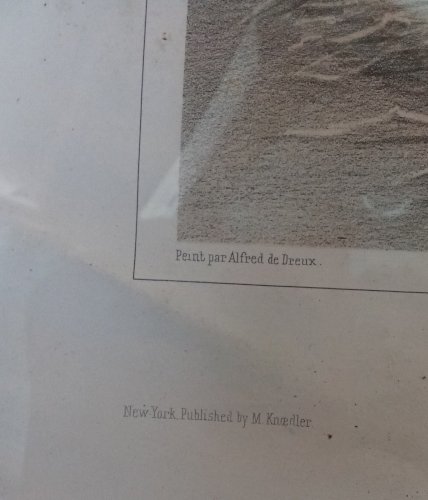 Peint par Alfred de Dreux.
New-York. Published by M. Knœdler.